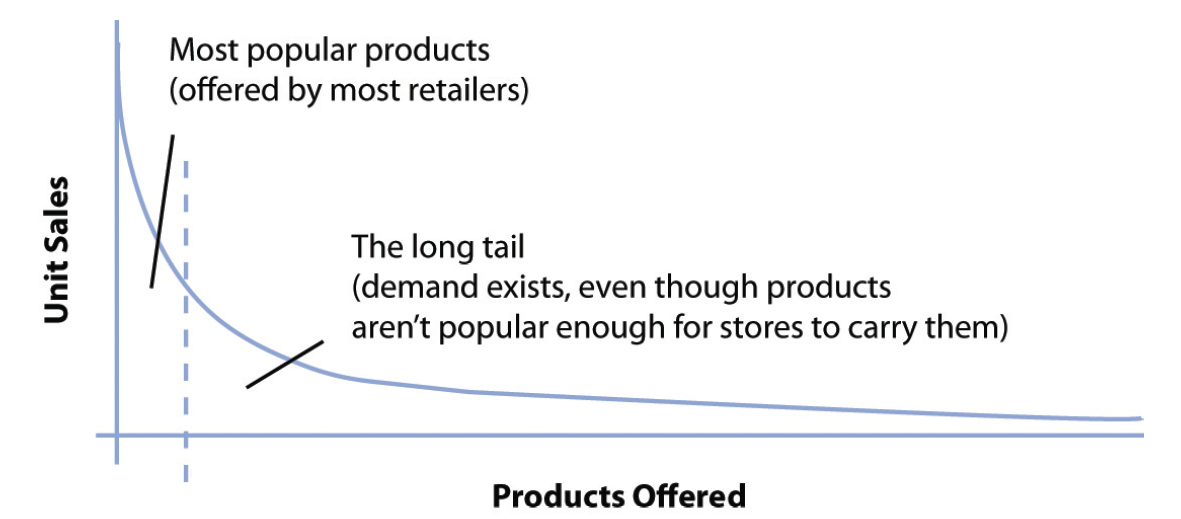 Most popular products
(offered by most retailers)
Unit Sales
The long tail
(demand exists, even though products
aren’t popular enough for stores to carry them)
Products Offered